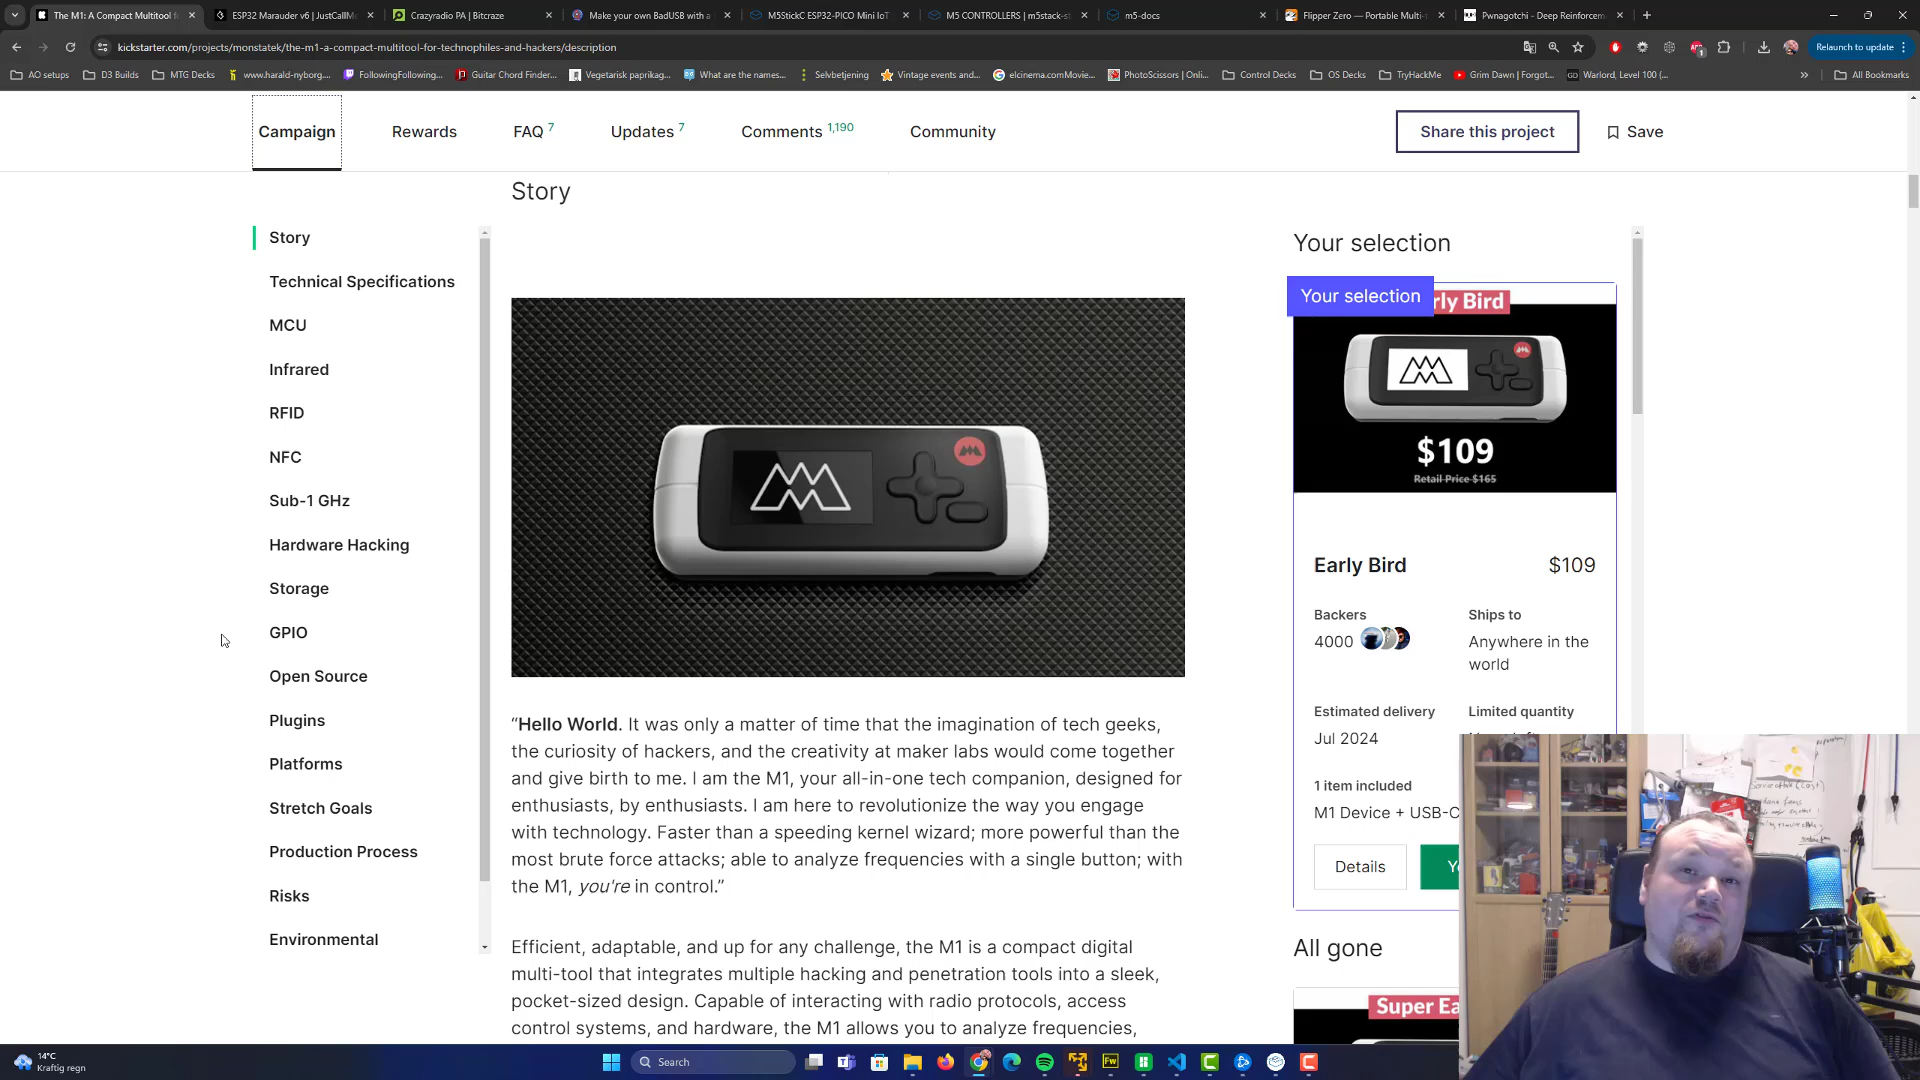 The M1: A Compact Multitool f
ESP32 Marauder v6 | JustCallM
Crazyradio PA | Bitcraze
Make your own BadUSB with a
M5StickC ESP32-PICO Mini IoT
M5 CONTROLLERS | m5stack-st
m5-docs
Flipper Zero — Portable Multi-t
Pwnagotchi - Deep Reinforcem
kickstarter.com/projects/monstatek/the-m1-a-compact-multitool-for-technophiles-and-hackers/description
Relaunch to update
AO setups
D3 Builds
MTG Decks
www.harald-nyborg...
FollowingFollowing...
Guitar Chord Finder...
Vegetarisk paprikag...
What are the names...
Selvbetjening
Vintage events and...
elcinema.comMovie...
PhotoScissors | Onli...
Control Decks
OS Decks
TryHackMe
Grim Dawn | Forgot...
Warlord, Level 100 (...
All Bookmarks
Campaign
Rewards
FAQ 7
Updates 7
Comments 1,190
Community
Share this project
Save
Story
Story
Technical Specifications
MCU
Infrared
RFID
NFC
Sub-1 GHz
Hardware Hacking
Storage
GPIO
Open Source
Plugins
Platforms
Stretch Goals
Production Process
Risks
Environmental
“Hello World. It was only a matter of time that the imagination of tech geeks,
the curiosity of hackers, and the creativity at maker labs would come together
and give birth to me. I am the M1, your all-in-one tech companion, designed for
enthusiasts, by enthusiasts. I am here to revolutionize the way you engage
with technology. Faster than a speeding kernel wizard; more powerful than the
most brute force attacks; able to analyze frequencies with a single button; with
the M1, you're in control.”
Efficient, adaptable, and up for any challenge, the M1 is a compact digital
multi-tool that integrates multiple hacking and penetration tools into a sleek,
pocket-sized design. Capable of interacting with radio protocols, access
control systems, and hardware, the M1 allows you to analyze frequencies,
Your selection
Your selection
rly Bird
$109
Retail Price $165
Early Bird
$109
Backers
4000
Ships to
Anywhere in the
world
Estimated delivery
Jul 2024
Limited quantity
1 item included
M1 Device + USB-C
Details
Y
All gone
Super Ea
14°C
Kraftig regn
Search